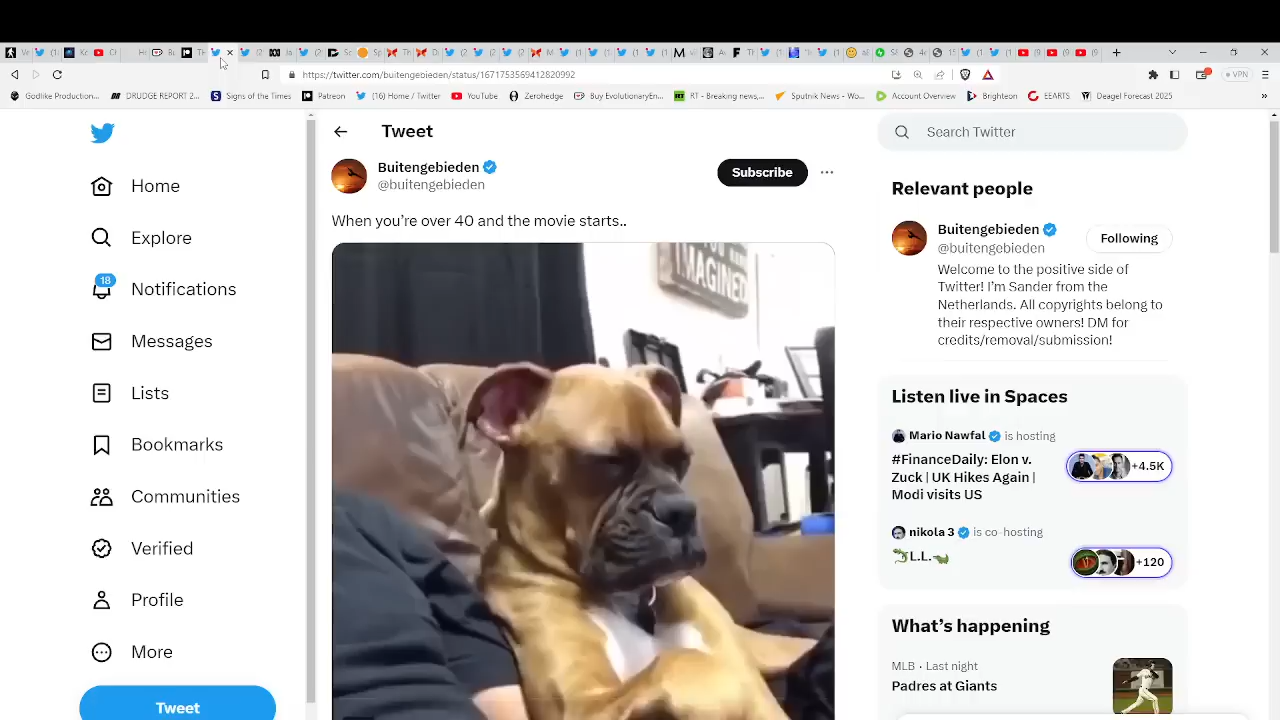 https://twitter.com/buitengebieden/status/1671753569412820992
VPN
Godlike Production...
DRUDGE REPORT 2...
Signs of the Times
Patreon
(16) Home / Twitter
YouTube
Zerohedge
Buy EvolutionaryEn...
RT - Breaking news,...
Sputnik News - Wo...
Account Overview
Brighteon
EEARTS
Deagel Forecast 2025
Home
Explore
18
Notifications
Messages
Lists
Bookmarks
Communities
Verified
Profile
More
Tweet
Tweet
Buitengebieden
@buitengebieden
Subscribe
When you're over 40 and the movie starts..
IMAGINED
Search Twitter
Relevant people
Buitengebieden
@buitengebieden
Following
Welcome to the positive side of
Twitter! I'm Sander from the
Netherlands. All copyrights belong to
their respective owners! DM for
credits/removal/submission!
Listen live in Spaces
Mario Nawfal is hosting
#FinanceDaily: Elon v.
Zuck | UK Hikes Again |
Modi visits US
+4.5K
nikola 3 is co-hosting
L.L.
+120
What's happening
MLB · Last night
Padres at Giants